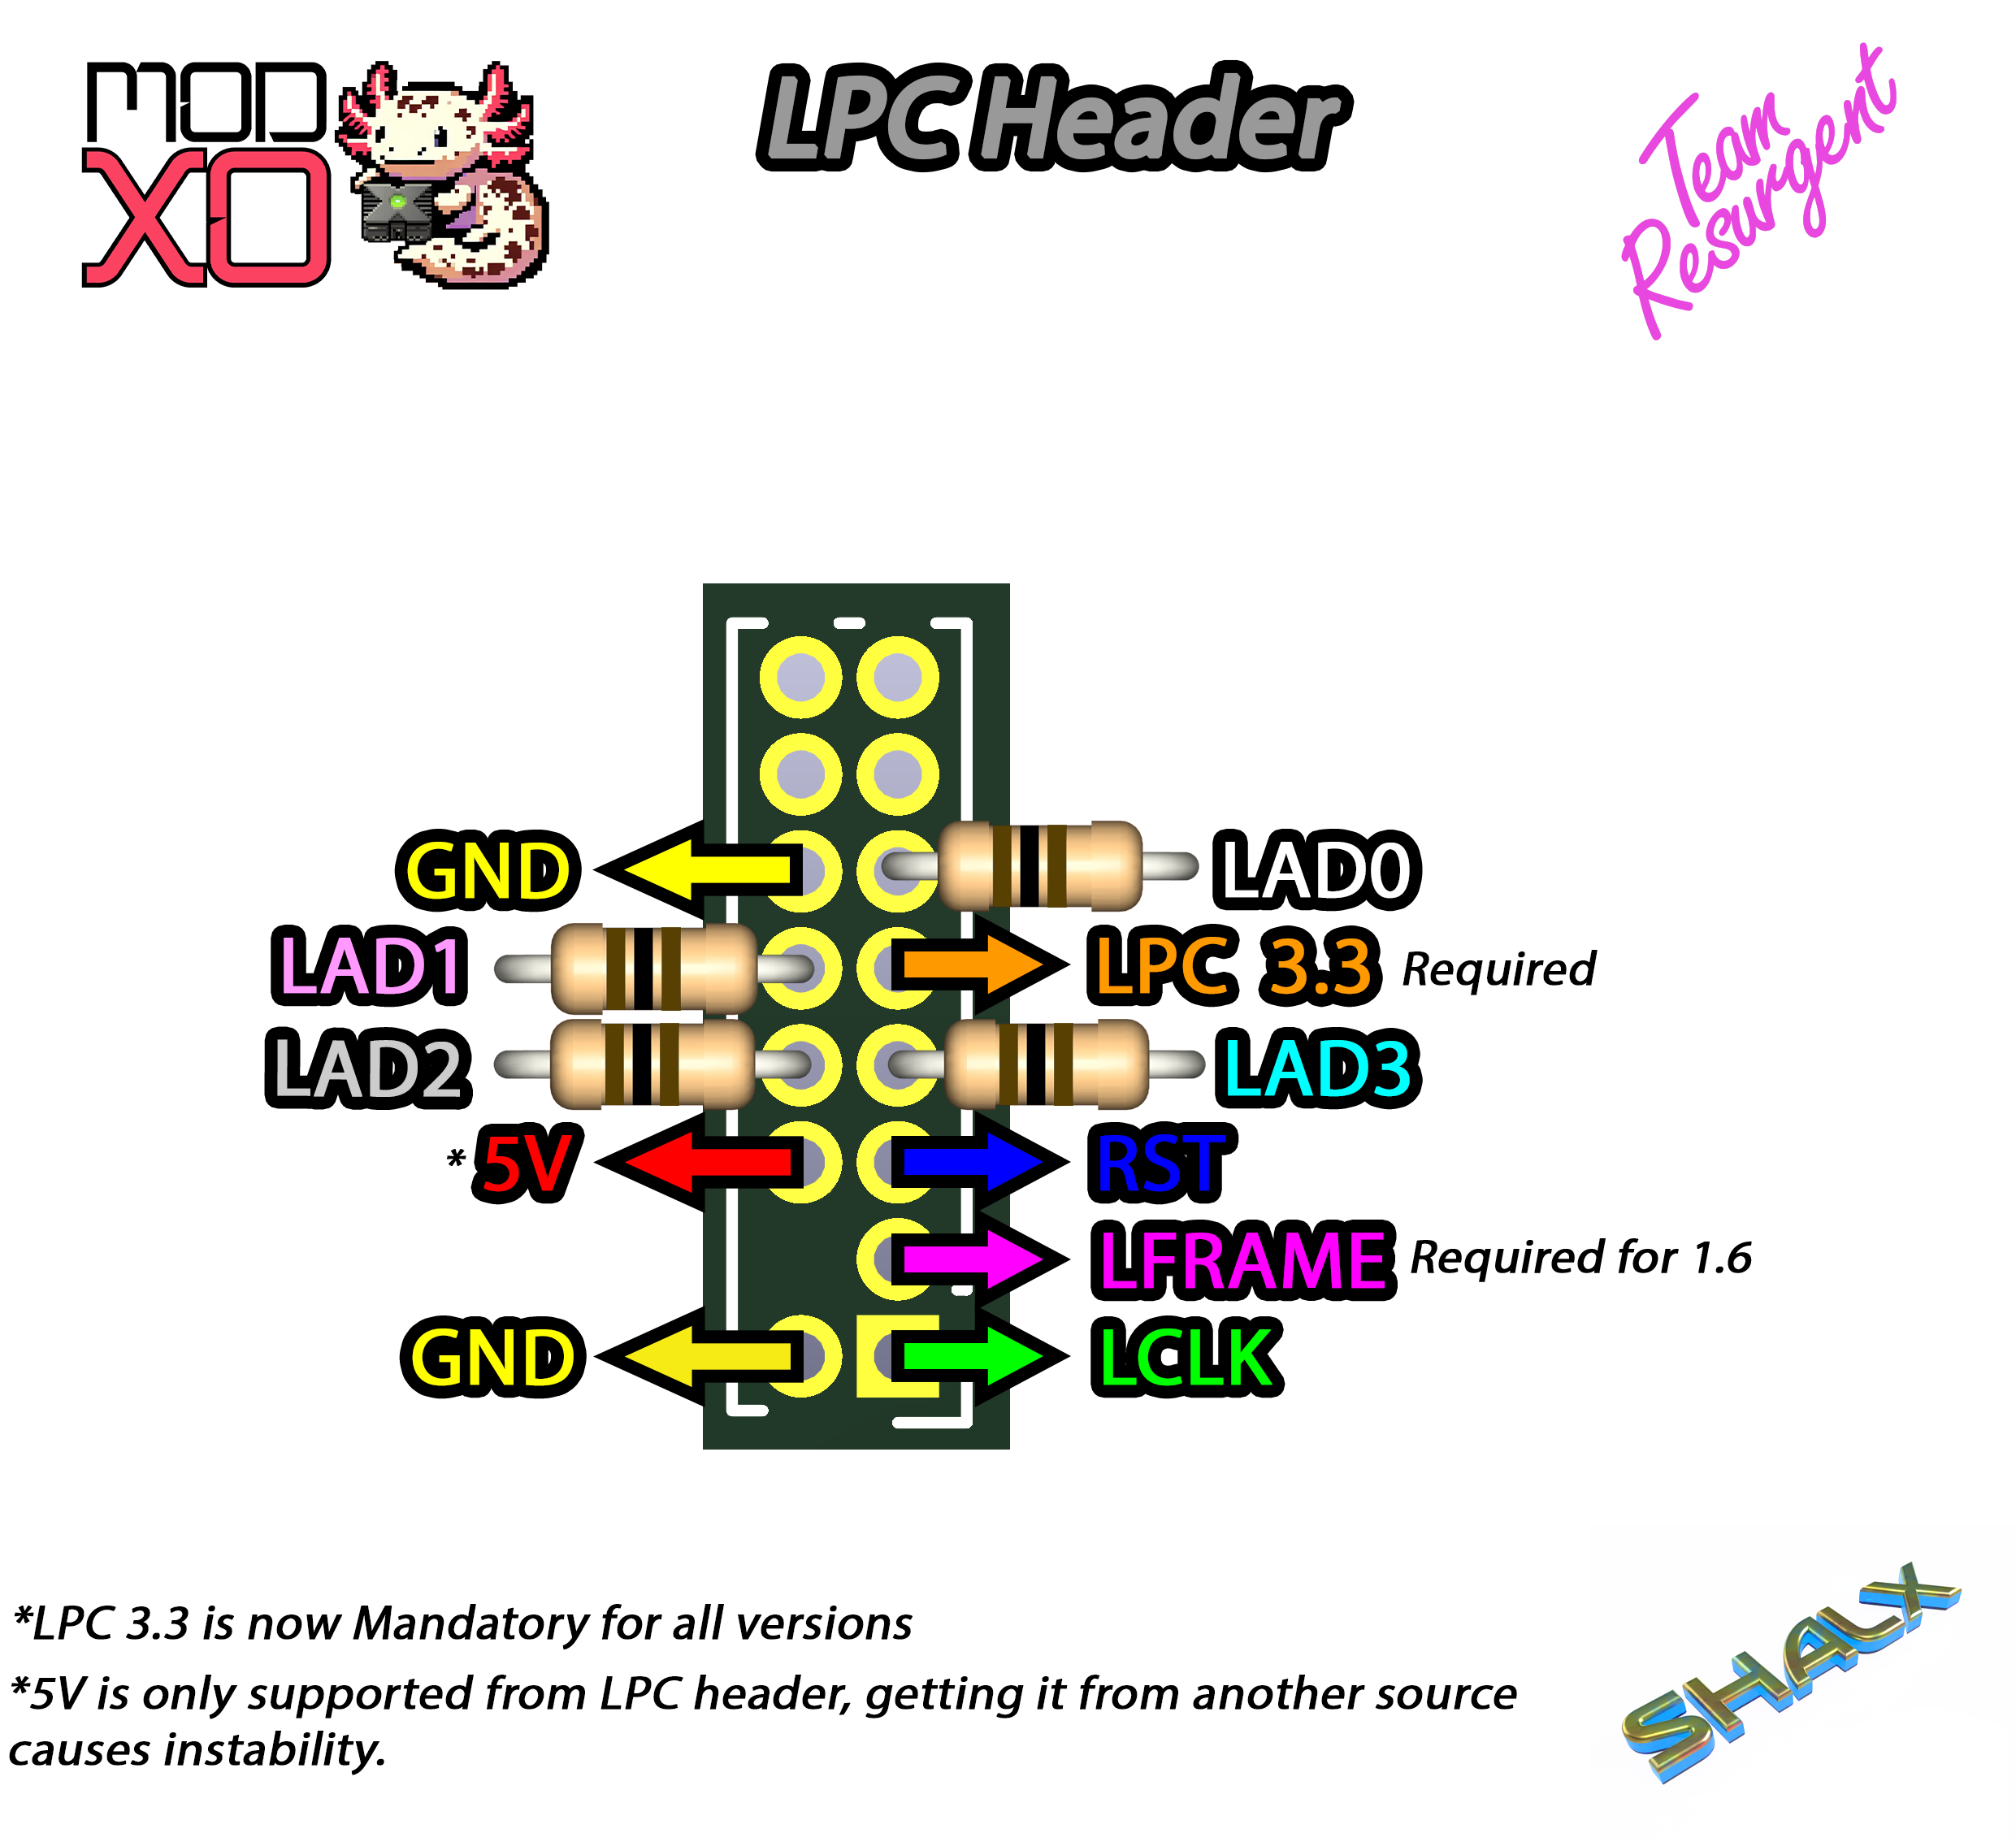 MOD
XO
LPC Header
Team
Resurgent
GND
LAD0
LAD1
LPC 3.3 Required
LAD2
LAD3
* 5V
RST
LFRAME Required for 1.6
GND
LCLK
*LPC 3.3 is now Mandatory for all versions
*5V is only supported from LPC header, getting it from another source
causes instability.
SHALX